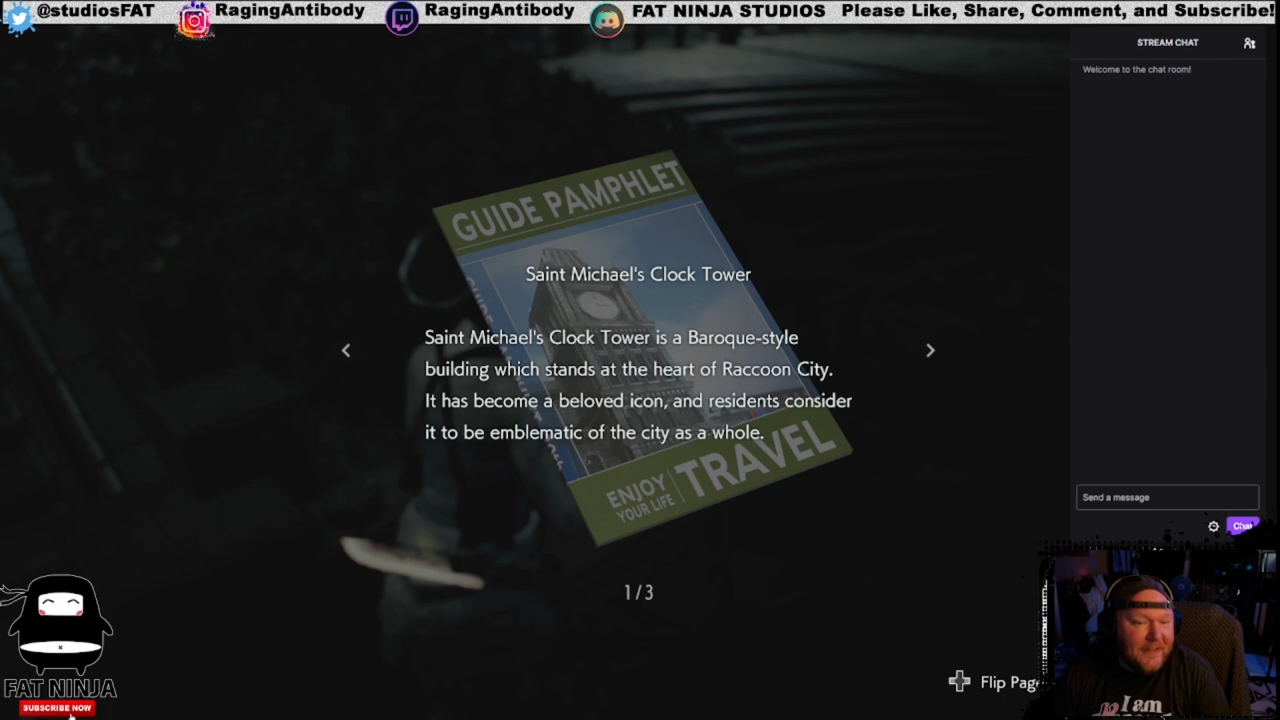 @studiosFAT RagingAntibody RagingAntibody FAT NINJA STUDIOS Please Like, Share, Comment, and Subscribe!
STREAM CHAT
Welcome to the chat room!
GUIDE PAMPHLET
Saint Michael's Clock Tower
Saint Michael's Clock Tower is a Baroque-style
building which stands at the heart of Raccoon City.
It has become a beloved icon, and residents consider
it to be emblematic of the city as a whole.
ENJOY
YOUR LIFE
TRAVEL
1/3
Send a message
Chat
Flip Pag
FAT NINJA
SUBSCRIBE NOW
I am